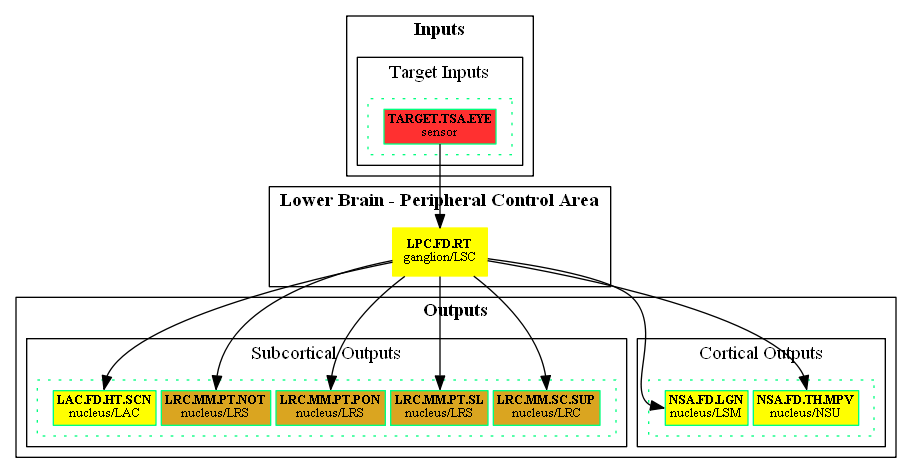 Inputs
Target Inputs
TARGET.TSA.EYE
sensor
Lower Brain - Peripheral Control Area
LPC.FD.RT
ganglion/LSC
Outputs
Subcortical Outputs
Cortical Outputs
LAC.FD.HT.SCN
nucleus/LAC
LRC.MM.PT.NOT
nucleus/LRS
LRC.MM.PT.PON
nucleus/LRS
LRC.MM.PT.SL
nucleus/LRS
LRC.MM.SC.SUP
nucleus/LRC
NSA.FD.LGN
nucleus/LSM
NSA.FD.TH.MPV
nucleus/NSU